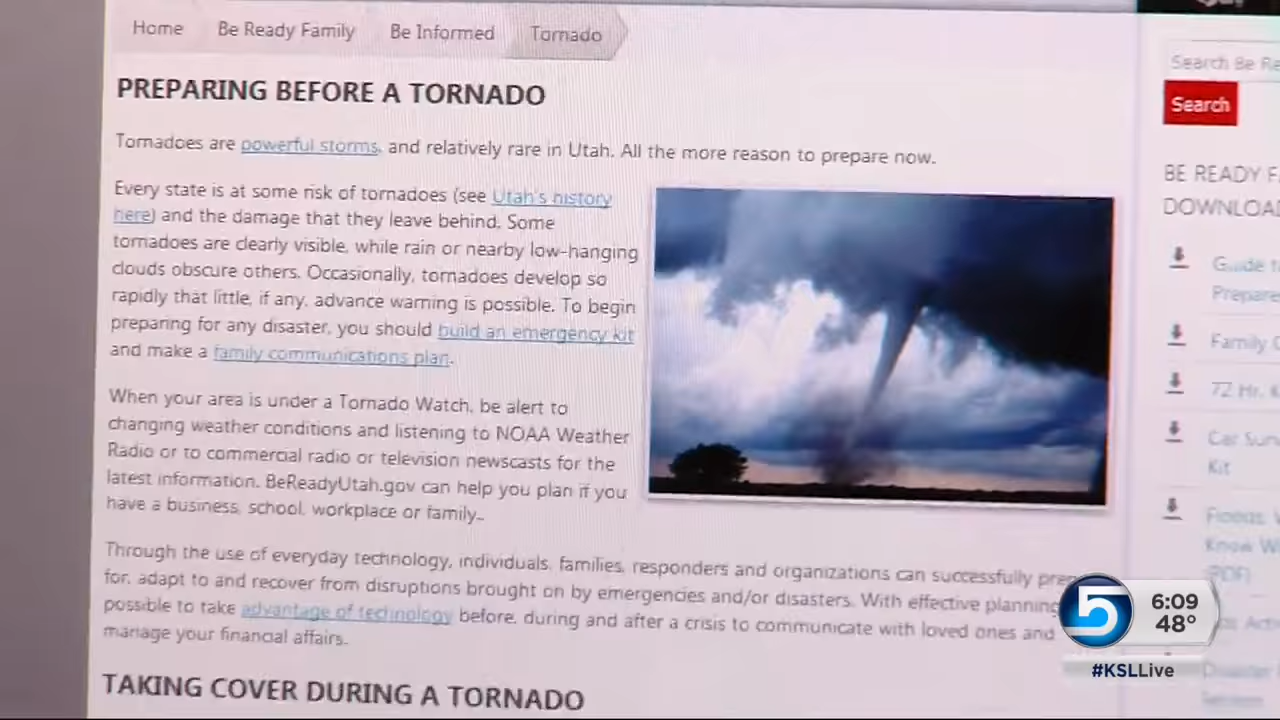 Home
Be Ready Family
Be Informed
Tornado
PREPARING BEFORE A TORNADO
Tornadoes are powerful storms, and relatively rare in Utah. All the more reason to prepare now.
Every state is at some risk of tornadoes (see Utah's history
here) and the damage that they leave behind. Some
tornadoes are clearly visible, while rain or nearby low-hanging
clouds obscure others. Occasionally, tornadoes develop so
rapidly that little, if any, advance warning is possible. To begin
preparing for any disaster, you should build an emergency kit
and make a family communications plan.
When your area is under a Tornado Watch, be alert to
changing weather conditions and listening to NOAA Weather
Radio or to commercial radio or television newscasts for the
latest information. BeReadyUtah.gov can help you plan if you
have a business, school, workplace or family..
Through the use of everyday technology, individuals, families, responders and organizations can successfully
for, adapt to and recover from disruptions brought on by emergencies and/or disasters. With effective planning
possible to take advantage of technology before, during and after a crisis to communicate with loved ones and
manage your financial affairs.
TAKING COVER DURING A TORNADO
Search Be
Search
BE READY
Guide
Family
72 Hr.
Car
Kit
Know
(PDF)
5
6:09
48°
#KSLLive